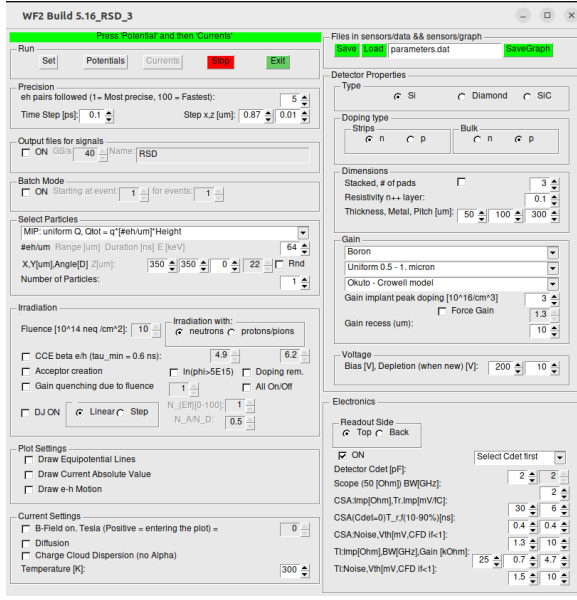 WF2 Build 5.16_RSD_3
Press 'Potential' and then 'Currents'
Run
Set Potentials Currents Stop Exit
Precision
eh pairs followed (1= Most precise, 100 = Fastest): 5
Time Step [ps]: 0.1 Step x,z [um]: 0.87 0.01
Output files for signals
ON GS/s 40 Name: RSD
Batch Mode
ON Starting at event: 1 for events: 1
Select Particles
MIP: uniform Q, Qtot = q*[#eh/um]*Height
#eh/um Range [um] Duration [ns] E [keV] 64
X,Y[um],Angle[D] Z[um]: 350 350 0 22 Rnd
Number of Particles: 1
Irradiation
Fluence [10^14 neq /cm^2]: 10
Irradiation with:
neutrons protons/pions
CCE beta e/h (tau_min = 0.6 ns): 4.9 6.2
Acceptor creation ln(phi>5E15) Doping rem.
Gain quenching due to fluence 1 All On/Off
DJ ON Linear Step
N_{Eff}[0-100]: 1
N_A/N_D: 0.5
Plot Settings
Draw Equipotential Lines
Draw Current Absolute Value
Draw e-h Motion
Current Settings
B-Field on. Tesla (Positive = entering the plot) = 0
Diffusion
Charge Cloud Dispersion (no Alpha)
Temperature [K]: 300
Files in sensors/data && sensors/graph
Save Load parameters.dat SaveGraph
Detector Properties
Type
Si Diamond SiC
Doping type
Strips Bulk
n p n p
Dimensions
Stacked, # of pads 3
Resistivity n++ layer: 0.1
Thickness, Metal, Pitch [um]: 50 100 300
Gain
Boron
Uniform 0.5 - 1. micron
Okuto - Crowell model
Gain implant peak doping [10^16/cm^3] 3
Force Gain 1.3
Gain recess (um): 10
Voltage
Bias [V], Depletion (when new) [V]: 200 10
Electronics
Readout Side
Top Back
ON Select Cdet first
Detector Cdet [pF]: 2 2
Scope (50 [Ohm]) BW[GHz]: 2
CSA:Imp[Ohm],Tr.Imp[mV/fC]: 30 6
CSA(Cdet=0)T_r,f(10-90%)[ns]: 0.4 0.4
CSA:Noise,Vth[mV,CFD if<1]: 1.3 10
TI:Imp[Ohm],BW[GHz],Gain [kOhm]: 25 0.7 4.7
TI:Noise,Vth[mV,CFD if<1]: 1.5 10